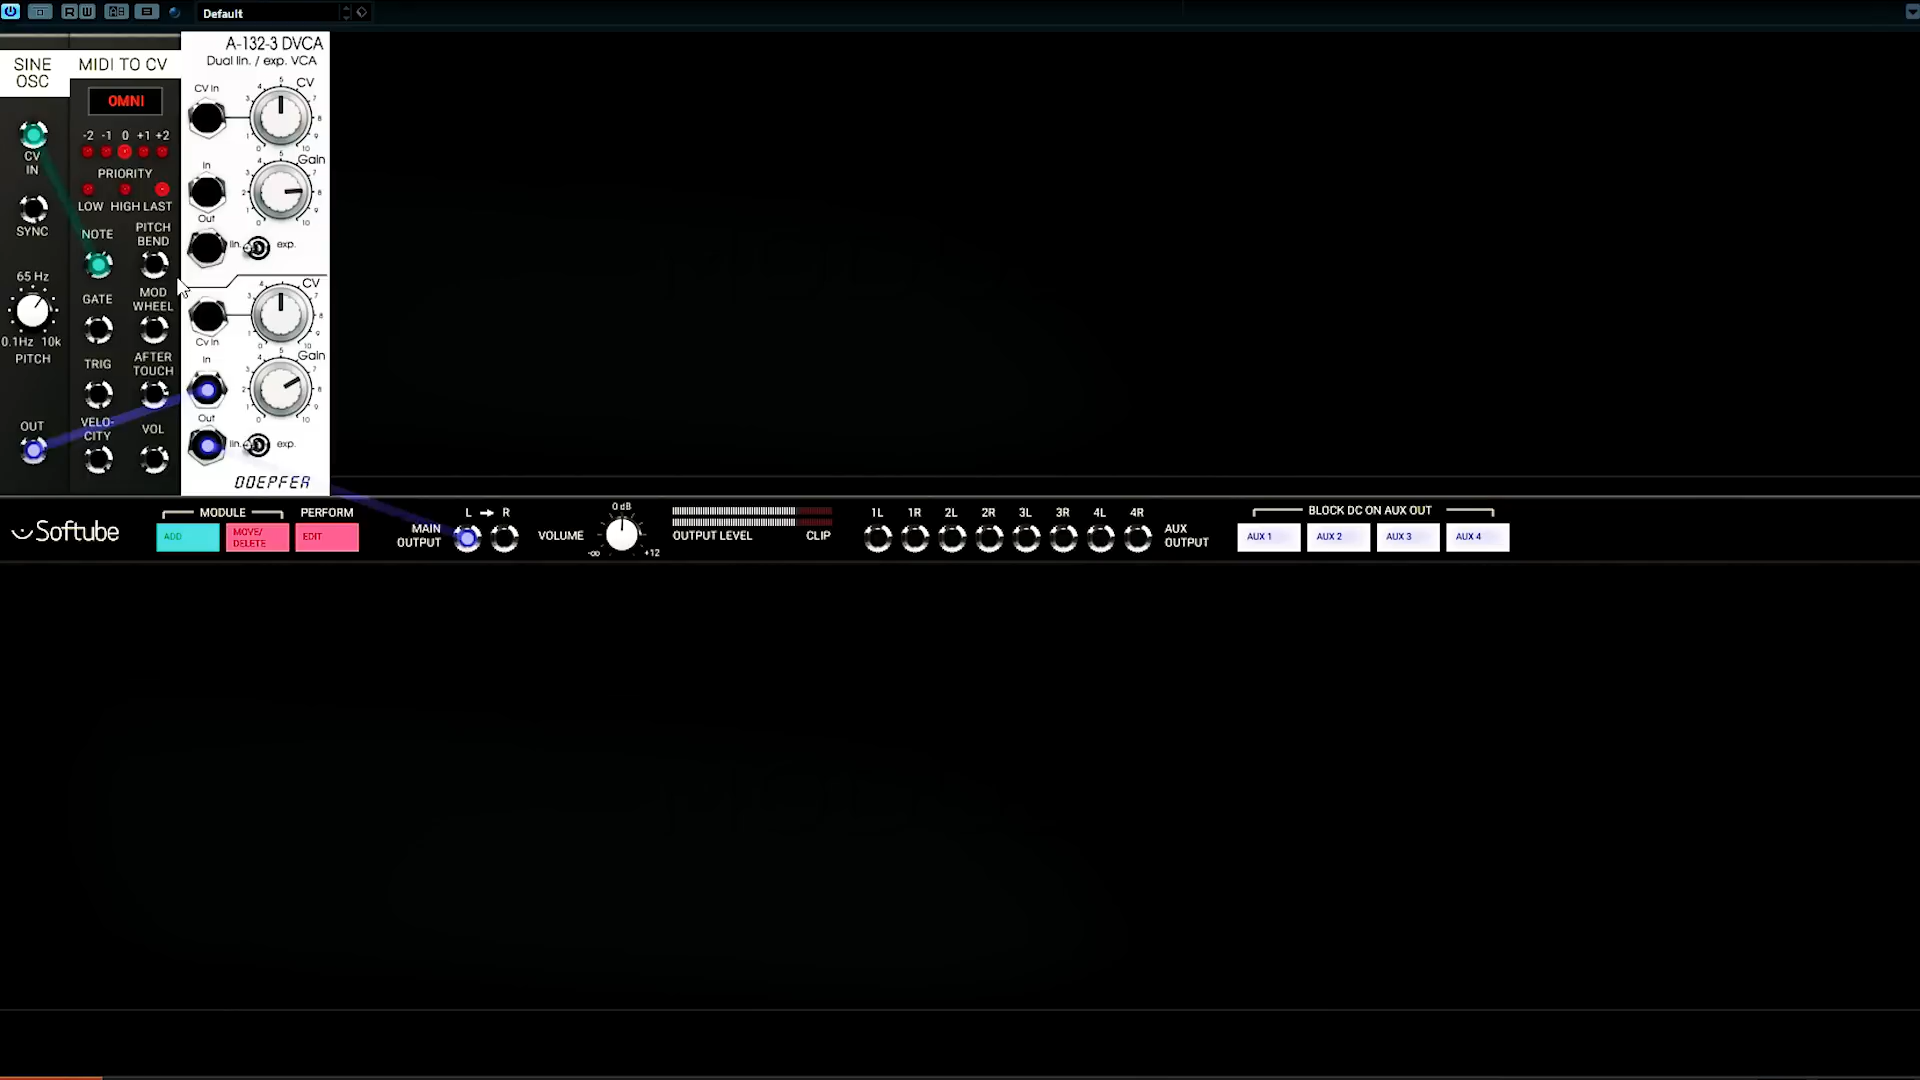 Default
SINE
OSC
CV
IN
SYNC
65 Hz
0.1Hz 10k
PITCH
OUT
MIDI TO CV
OMNI
-2 -1 0 +1 +2
PRIORITY
LOW HIGH LAST
NOTE
PITCH
BEND
GATE
MOD
WHEEL
TRIG
AFTER
TOUCH
VELO-
CITY
VOL
A-132-3 DVCA
Dual lin. / exp. VCA
CV In
CV
In
Gain
Out
lin. exp.
CV
Cv In
In
Gain
Out
lin. exp.
DOEPFER
Softube
MODULE
ADD
MOVE/
DELETE
PERFORM
EDIT
MAIN
OUTPUT
L R
VOLUME
0 dB
-∞ +12
OUTPUT LEVEL
CLIP
1L 1R 2L 2R 3L 3R 4L 4R
AUX
OUTPUT
BLOCK DC ON AUX OUT
AUX 1 AUX 2 AUX 3 AUX 4